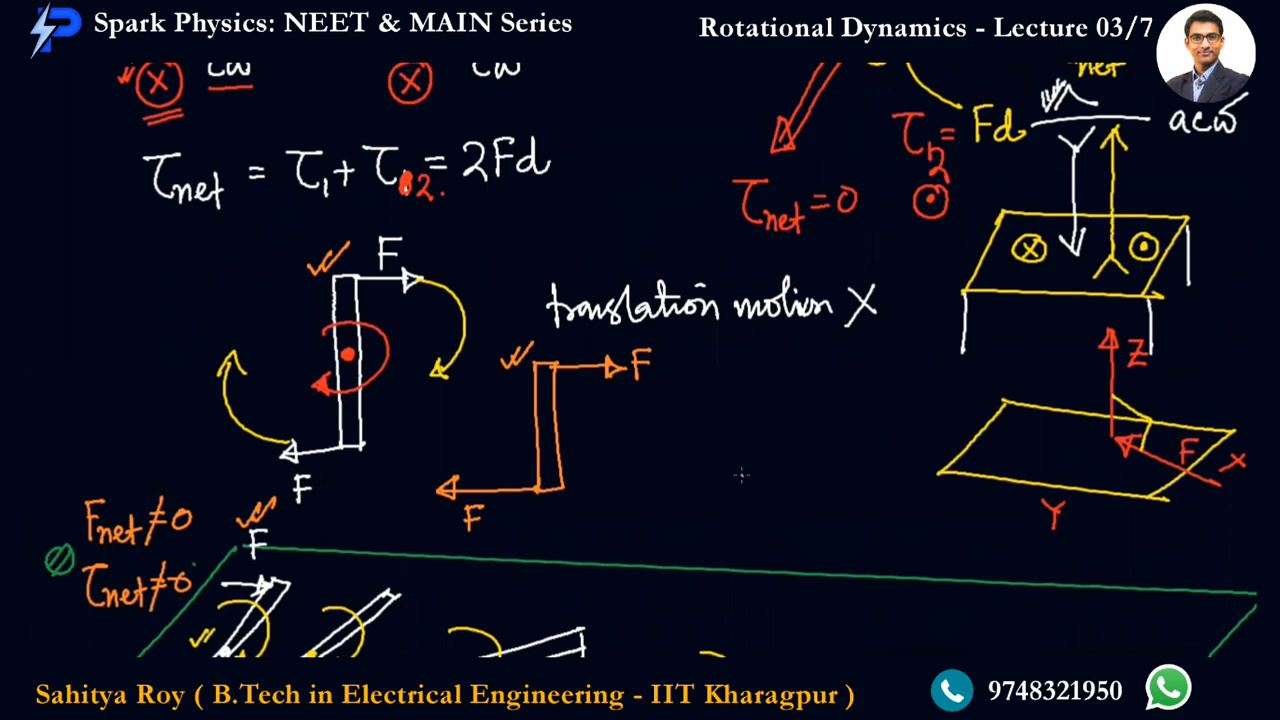 Spark Physics: NEET & MAIN Series
Rotational Dynamics - Lecture 03/7
⊗ cw
⊗ cw
net
τnet = τ1 + τ2. = 2Fd
τ2 = Fd
acw
τnet = 0
⊙
F
translation motion X
⊗ ⊙
F
Z
F
F
F
X
Y
Fnet ≠ 0
F
τnet ≠ 0
Sahitya Roy ( B.Tech in Electrical Engineering - IIT Kharagpur )
9748321950